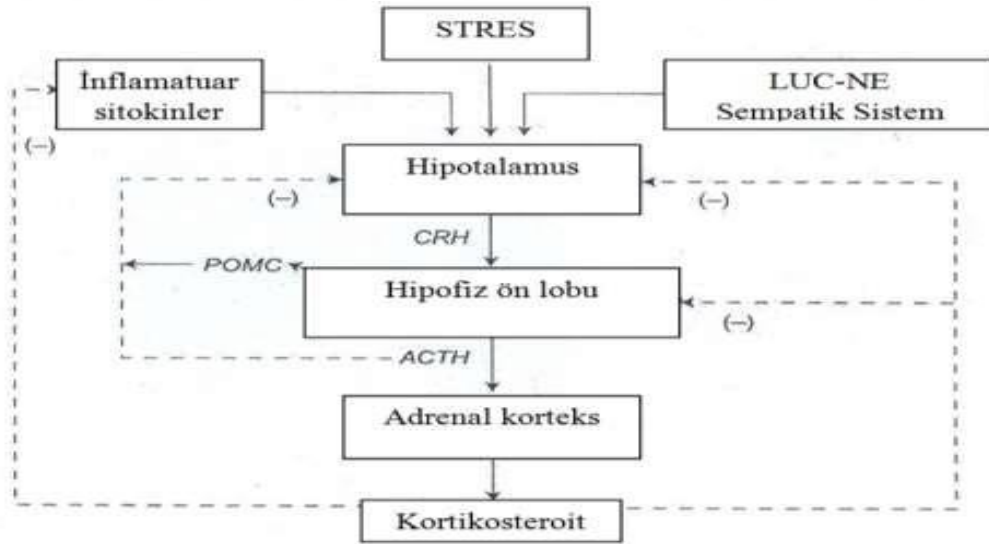 STRES
İnflamatuar
sitokinler
LUC-NE
Sempatik Sistem
(–)
Hipotalamus
(–)
(–)
CRH
POMC
Hipofiz ön lobu
(–)
ACTH
Adrenal korteks
Kortikosteroit